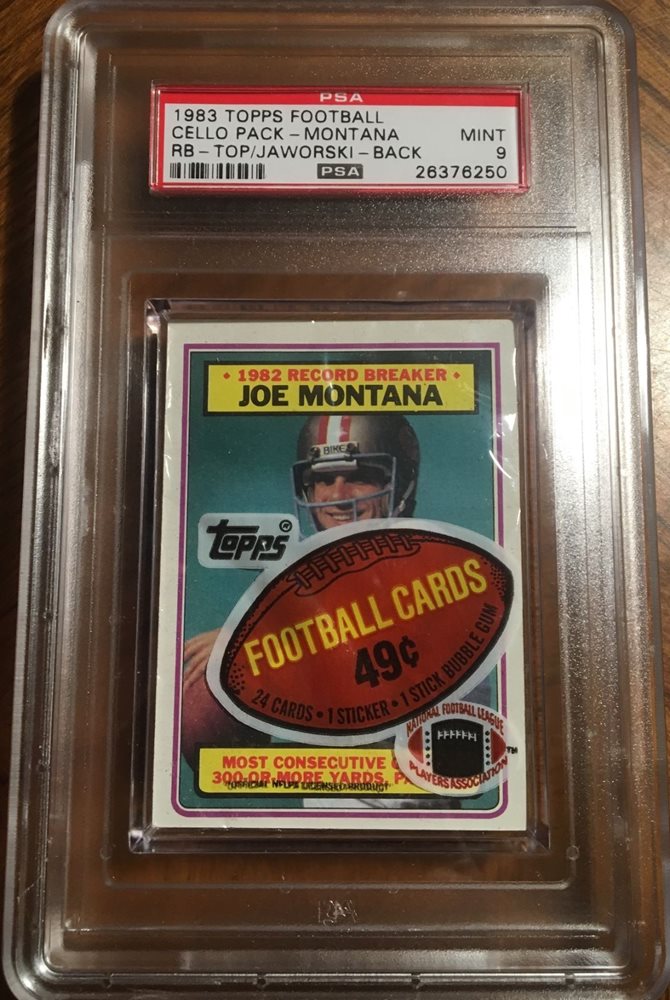 PSA
1983 TOPPS FOOTBALL
CELLO PACK - MONTANA MINT
RB - TOP/JAWORSKI - BACK 9
PSA 26376250
• 1982 RECORD BREAKER •
JOE MONTANA
BIKE
topps®
FOOTBALL CARDS
49¢
24 CARDS • 1 STICKER • 1 STICK BUBBLE GUM
NATIONAL FOOTBALL LEAGUE
PLAYERS ASSOCIATION™
MOST CONSECUTIVE
300-OR-MORE YARDS,
OFFICIAL NFLPA LICENSED PRODUCT
PSA